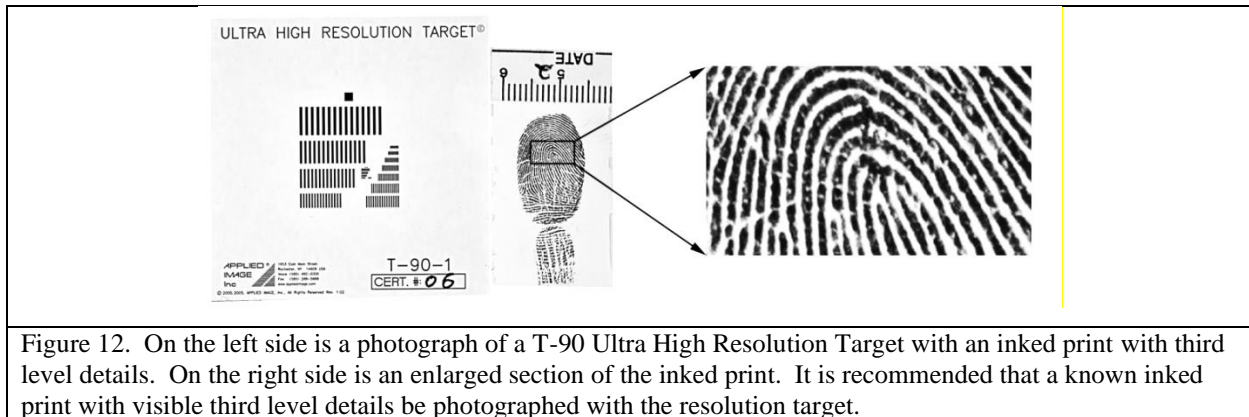 ULTRA HIGH RESOLUTION TARGET©
DATE
6 5
APPLIED
IMAGE
Inc
T-90-1
CERT. #: 06
Figure 12. On the left side is a photograph of a T-90 Ultra High Resolution Target with an inked print with third
level details. On the right side is an enlarged section of the inked print. It is recommended that a known inked
print with visible third level details be photographed with the resolution target.